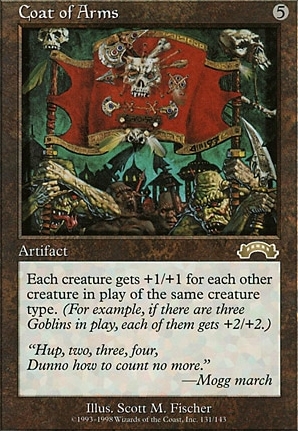 Coat of Arms 5
Artifact
Each creature gets +1/+1 for each other
creature in play of the same creature
type. (For example, if there are three
Goblins in play, each of them gets +2/+2.)
“Hup, two, three, four,
Dunno how to count no more.”
—Mogg march
Illus. Scott M. Fischer
©1993-1998 Wizards of the Coast, Inc. 131/143